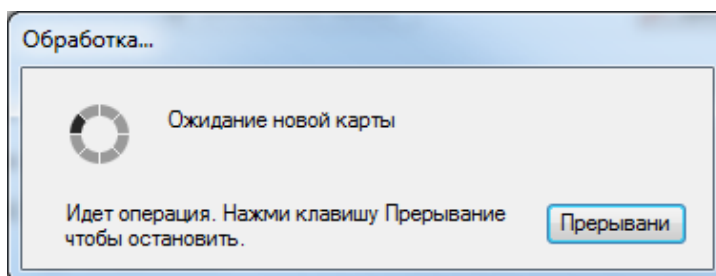 Обработка...
Ожидание новой карты
Идет операция. Нажми клавишу Прерывание
чтобы остановить.
Прерывани